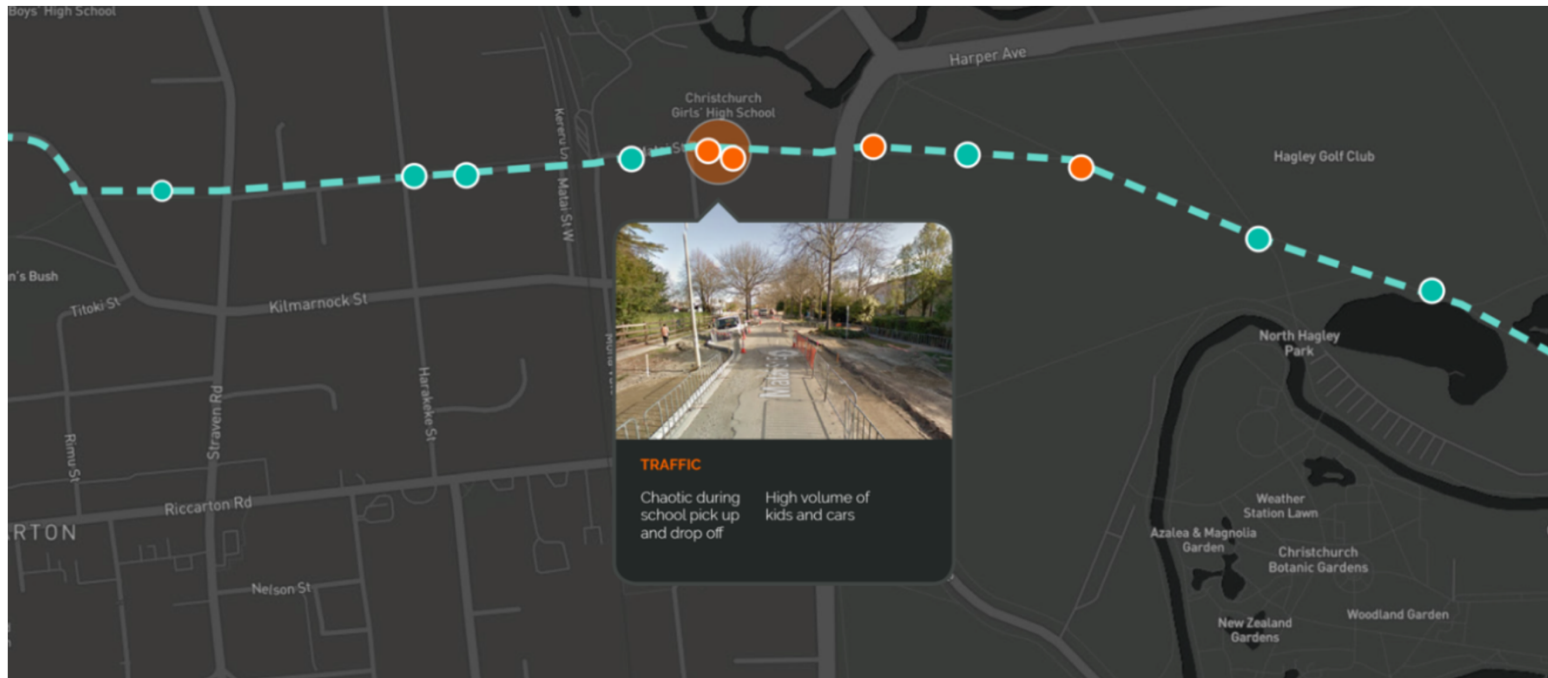 Boys' High School
Harper Ave
Christchurch
Girls' High School
Kereru Ln
Matai St
Hagley Golf Club
Matai St W
n's Bush
Titoki St
Kilmarnock St
North Hagley
Park
Straven Rd
Harakeke St
Rimu St
Riccarton Rd
RTON
Nelson St
TRAFFIC
Chaotic during
school pick up
and drop off
High volume of
kids and cars
Weather
Station Lawn
Azalea & Magnolia
Garden
Christchurch
Botanic Gardens
Woodland Garden
New Zealand
Gardens